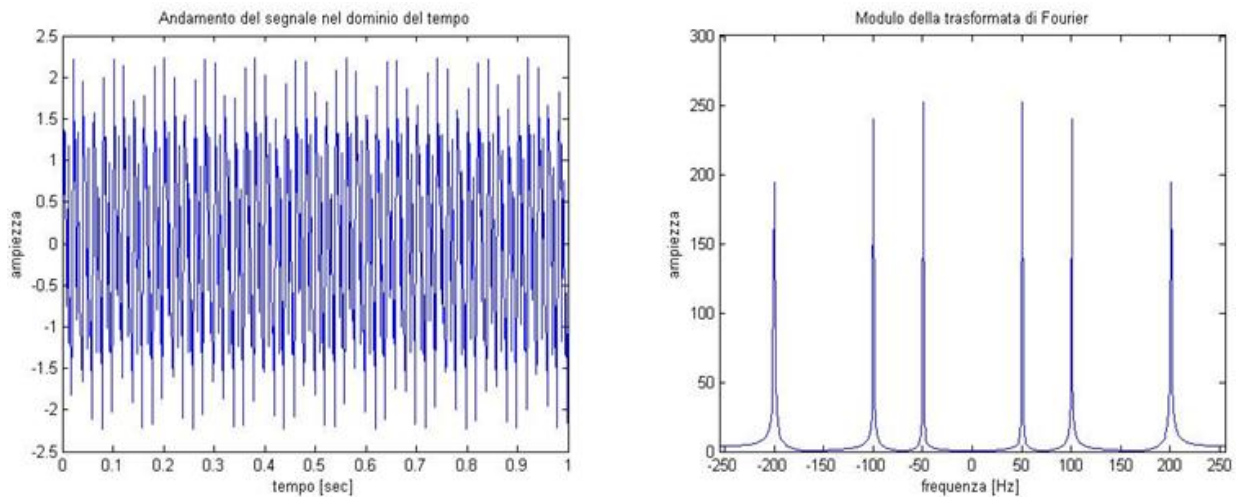 Andamento del segnale nel dominio del tempo
2.5
2
1.5
1
0.5
0
-0.5
-1
-1.5
-2
-2.5
ampiezza
0 0.1 0.2 0.3 0.4 0.5 0.6 0.7 0.8 0.9 1
tempo [sec]
Modulo della trasformata di Fourier
300
250
200
150
100
50
0
ampiezza
-250 -200 -150 -100 -50 0 50 100 150 200 250
frequenza [Hz]